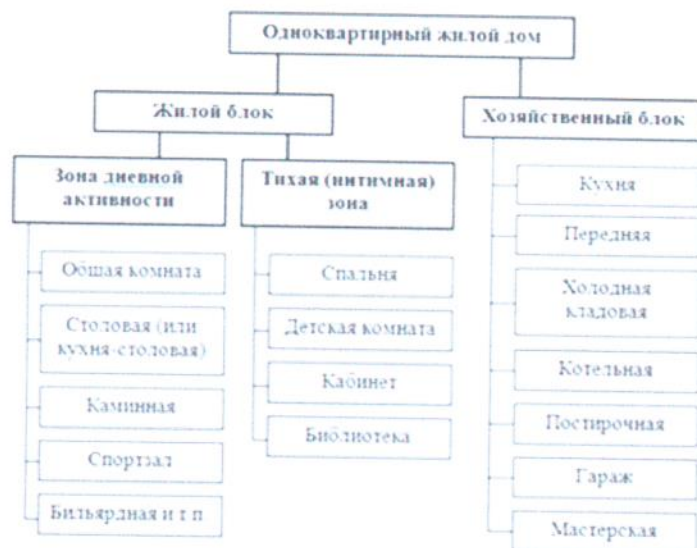 Одноквартирный жилой дом
Жилой блок
Хозяйственный блок
Зона дневной
активности
Тихая (интимная)
зона
Общая комната
Столовая (или
кухня-столовая)
Каминная
Спортзал
Бильярдная и т п
Спальня
Детская комната
Кабинет
Библиотека
Кухня
Передняя
Холодная
кладовая
Котельная
Постирочная
Гараж
Мастерская